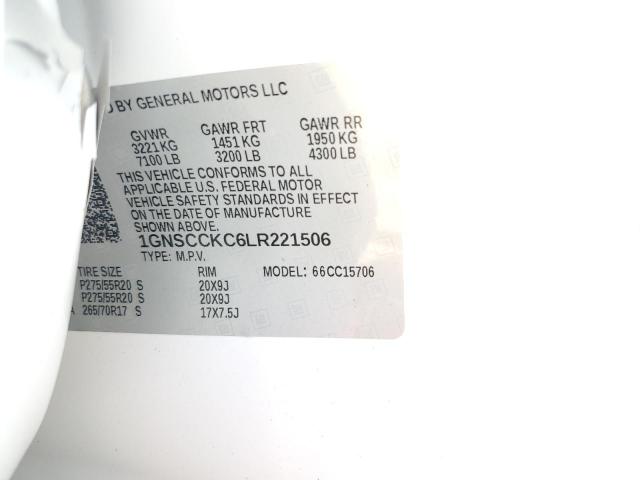 D BY GENERAL MOTORS LLC
GVWR GAWR FRT GAWR RR
3221 KG 1451 KG 1950 KG
7100 LB 3200 LB 4300 LB
THIS VEHICLE CONFORMS TO ALL
APPLICABLE U.S. FEDERAL MOTOR
VEHICLE SAFETY STANDARDS IN EFFECT
ON THE DATE OF MANUFACTURE
SHOWN ABOVE.
1GNSCCKC6LR221506
TYPE: M.P.V.
TIRE SIZE RIM MODEL: 66CC15706
P275/55R20 S 20X9J
P275/55R20 S 20X9J
A 265/70R17 S 17X7.5J